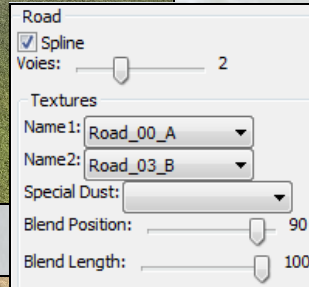 Road
Spline
Voies: 2
Textures
Name1: Road_00_A
Name2: Road_03_B
Special Dust:
Blend Position: 90
Blend Length: 100